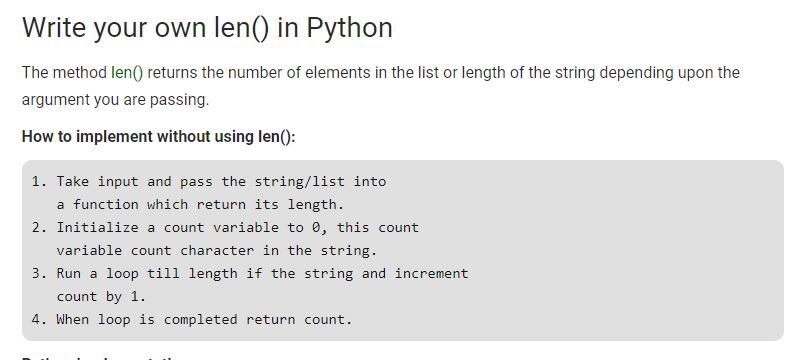 Write your own len() in Python
The method len() returns the number of elements in the list or length of the string depending upon the
argument you are passing.
How to implement without using len():
1. Take input and pass the string/list into
a function which return its length.
2. Initialize a count variable to 0, this count
variable count character in the string.
3. Run a loop till length if the string and increment
count by 1.
4. When loop is completed return count.